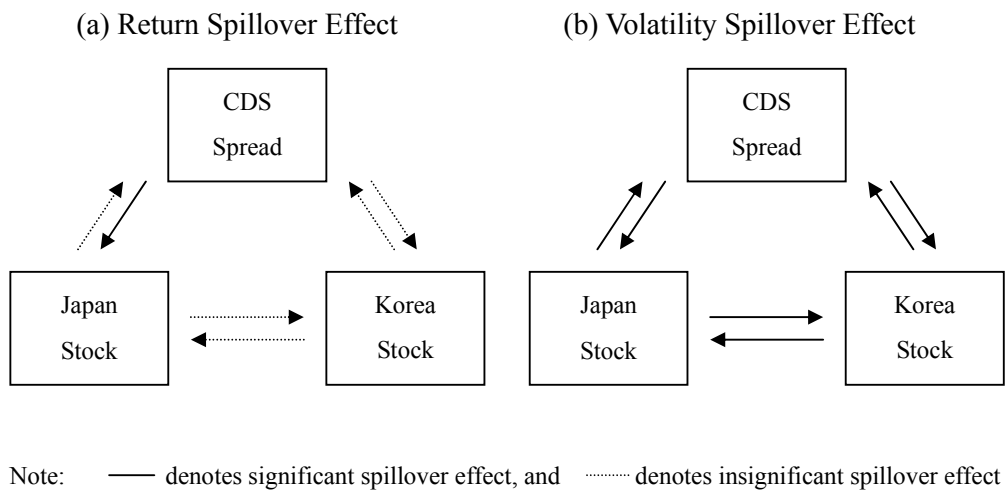 (a) Return Spillover Effect
CDS
Spread
Japan
Stock
Korea
Stock
(b) Volatility Spillover Effect
CDS
Spread
Japan
Stock
Korea
Stock
Note: denotes significant spillover effect, and denotes insignificant spillover effect